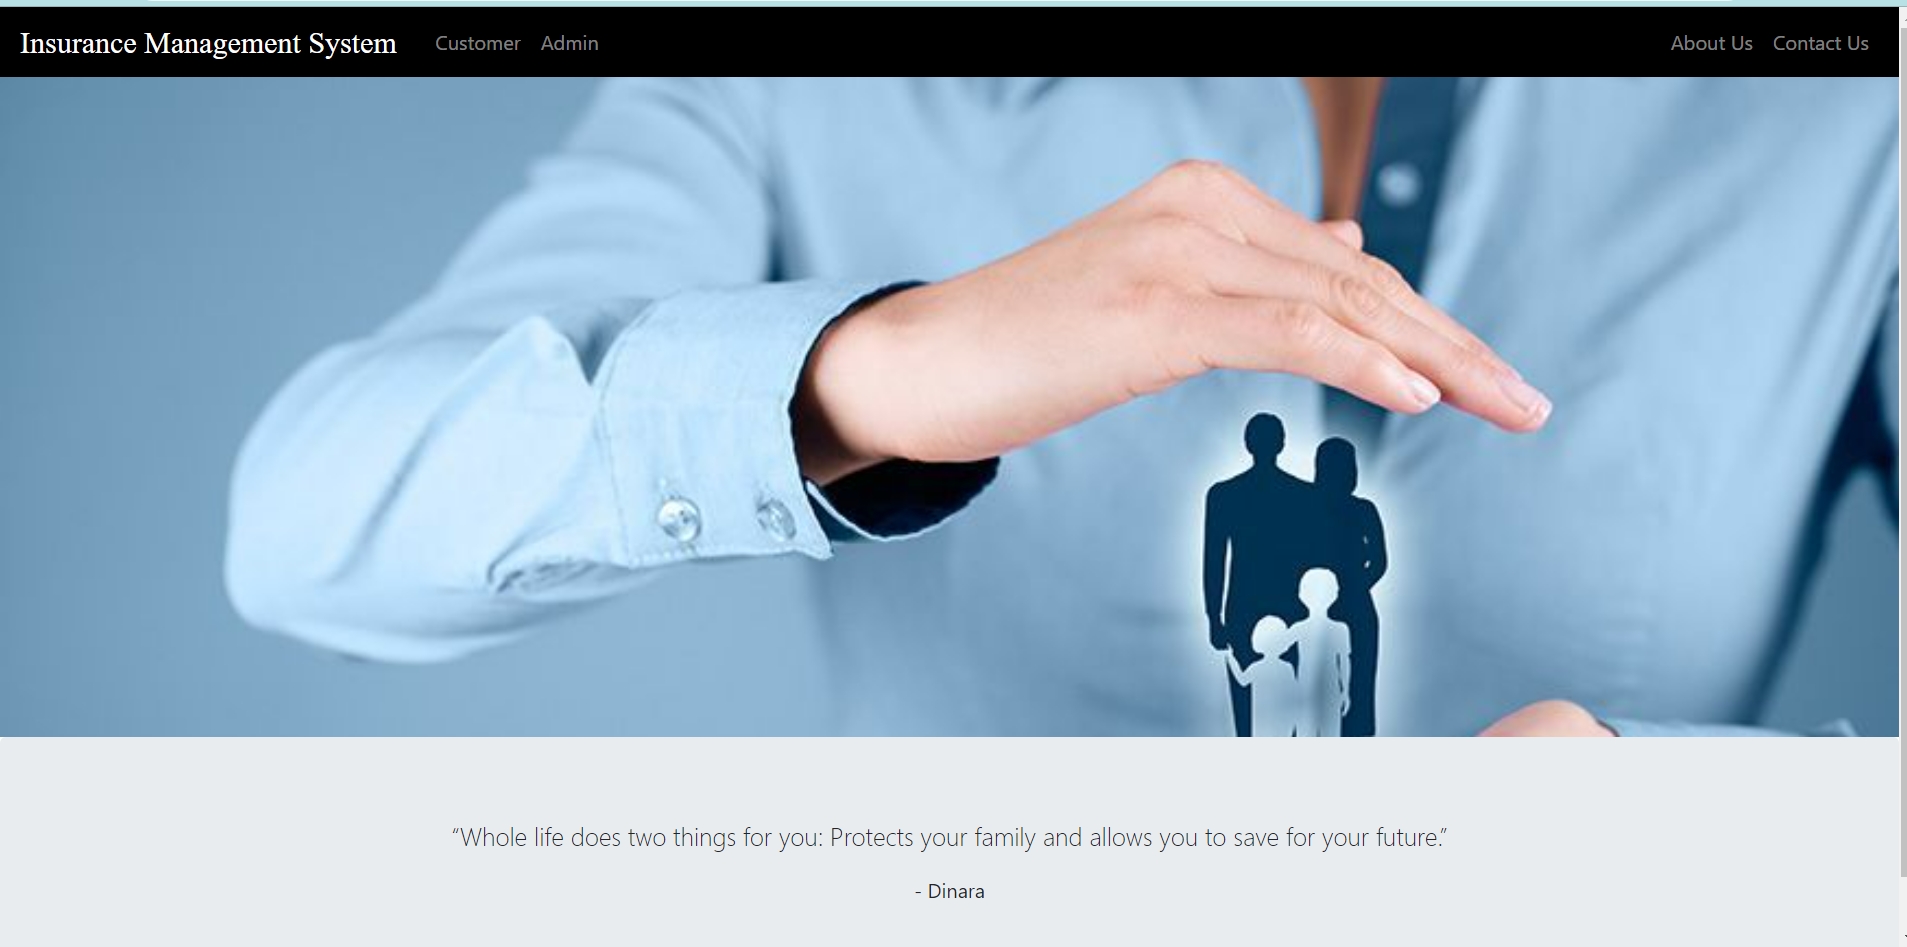 Insurance Management System Customer Admin About Us Contact Us
“Whole life does two things for you: Protects your family and allows you to save for your future.”
- Dinara